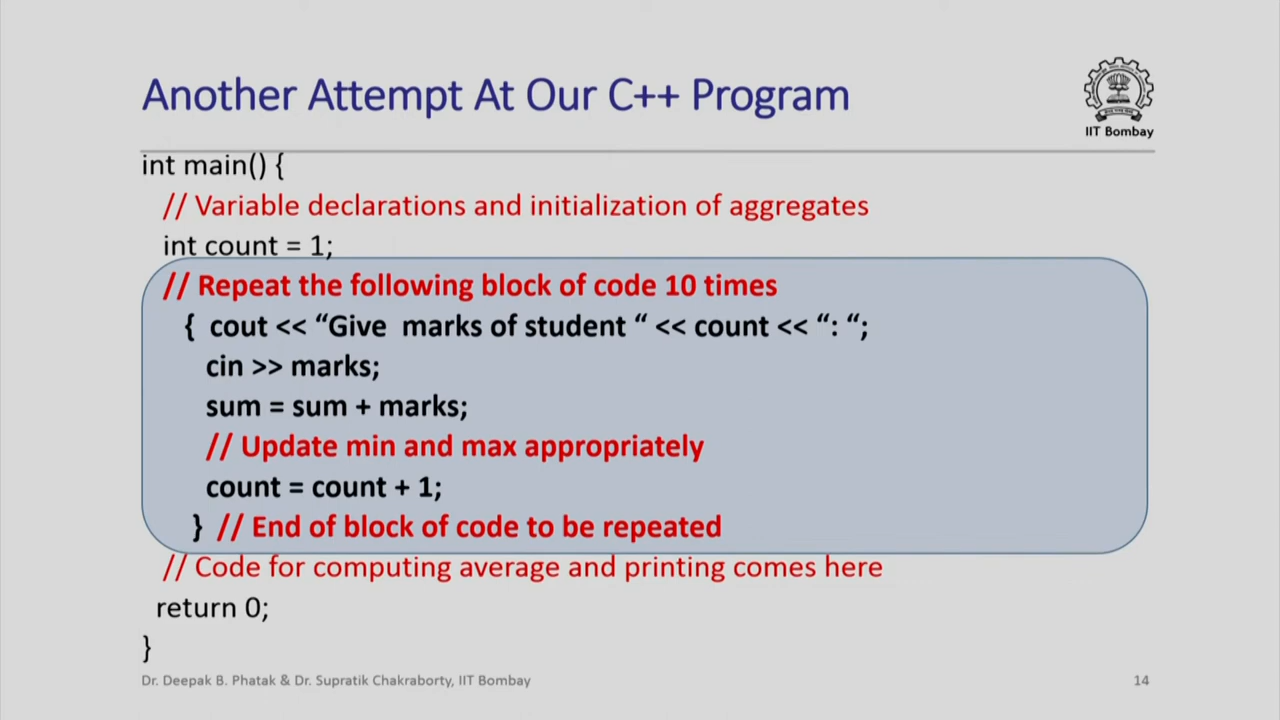 Another Attempt At Our C++ Program
IIT Bombay
int main() {
// Variable declarations and initialization of aggregates
int count = 1;
// Repeat the following block of code 10 times
{ cout << “Give marks of student “ << count << “: “;
cin >> marks;
sum = sum + marks;
// Update min and max appropriately
count = count + 1;
} // End of block of code to be repeated
// Code for computing average and printing comes here
return 0;
}
Dr. Deepak B. Phatak & Dr. Supratik Chakraborty, IIT Bombay
14